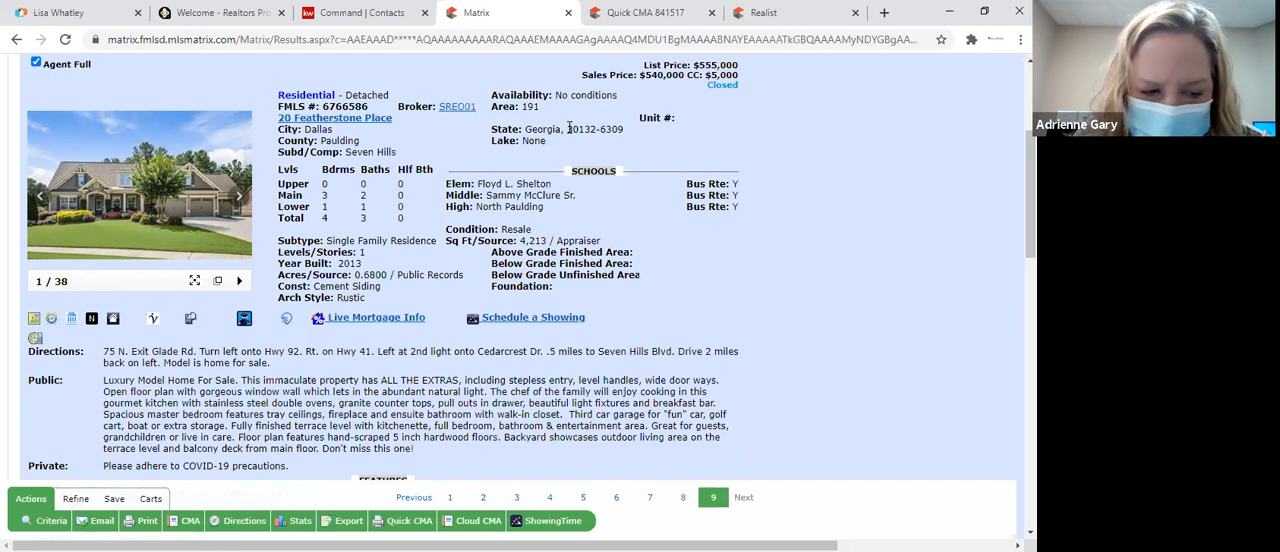 Lisa Whatley
Welcome - Realtors Pro
Command | Contacts
Matrix
Quick CMA 841517
Realist
matrix.fmlsd.mlsmatrix.com/Matrix/Results.aspx?c=AAEAAAD*****AQAAAAAAAAARAQAAAEMAAAAGAgAAAAQ4MDU1BgMAAAABNAYEAAAAATkGBQAAAAMyNDYGBgAA...
Agent Full
List Price: $555,000
Sales Price: $540,000 CC: $5,000
Closed
Residential - Detached Availability: No conditions
FMLS #: 6766586 Broker: SREO01 Area: 191
20 Featherstone Place Unit #:
City: Dallas State: Georgia, 30132-6309
County: Paulding Lake: None
Subd/Comp: Seven Hills
Lvls Bdrms Baths Hlf Bth SCHOOLS
Upper 0 0 0 Elem: Floyd L. Shelton Bus Rte: Y
Main 3 2 0 Middle: Sammy McClure Sr. Bus Rte: Y
Lower 1 1 0 High: North Paulding Bus Rte: Y
Total 4 3 0
Condition: Resale
Subtype: Single Family Residence Sq Ft/Source: 4,213 / Appraiser
Levels/Stories: 1 Above Grade Finished Area:
Year Built: 2013 Below Grade Finished Area:
Acres/Source: 0.6800 / Public Records Below Grade Unfinished Area
Const: Cement Siding Foundation:
Arch Style: Rustic
1 / 38
Live Mortgage Info Schedule a Showing
Directions: 75 N. Exit Glade Rd. Turn left onto Hwy 92. Rt. on Hwy 41. Left at 2nd light onto Cedarcrest Dr. .5 miles to Seven Hills Blvd. Drive 2 miles
back on left. Model is home for sale.
Public: Luxury Model Home For Sale. This immaculate property has ALL THE EXTRAS, including stepless entry, level handles, wide door ways.
Open floor plan with gorgeous window wall which lets in the abundant natural light. The chef of the family will enjoy cooking in this
gourmet kitchen with stainless steel double ovens, granite counter tops, pull outs in drawer, beautiful light fixtures and breakfast bar.
Spacious master bedroom features tray ceilings, fireplace and ensuite bathroom with walk-in closet. Third car garage for "fun" car, golf
cart, boat or extra storage. Fully finished terrace level with kitchenette, full bedroom, bathroom & entertainment area. Great for guests,
grandchildren or live in care. Floor plan features hand-scraped 5 inch hardwood floors. Backyard showcases outdoor living area on the
terrace level and balcony deck from main floor. Don't miss this one!
Private: Please adhere to COVID-19 precautions.
FEATURES
Actions Refine Save Carts Previous 1 2 3 4 5 6 7 8 9 Next
Criteria Email Print CMA Directions Stats Export Quick CMA Cloud CMA ShowingTime
Adrienne Gary